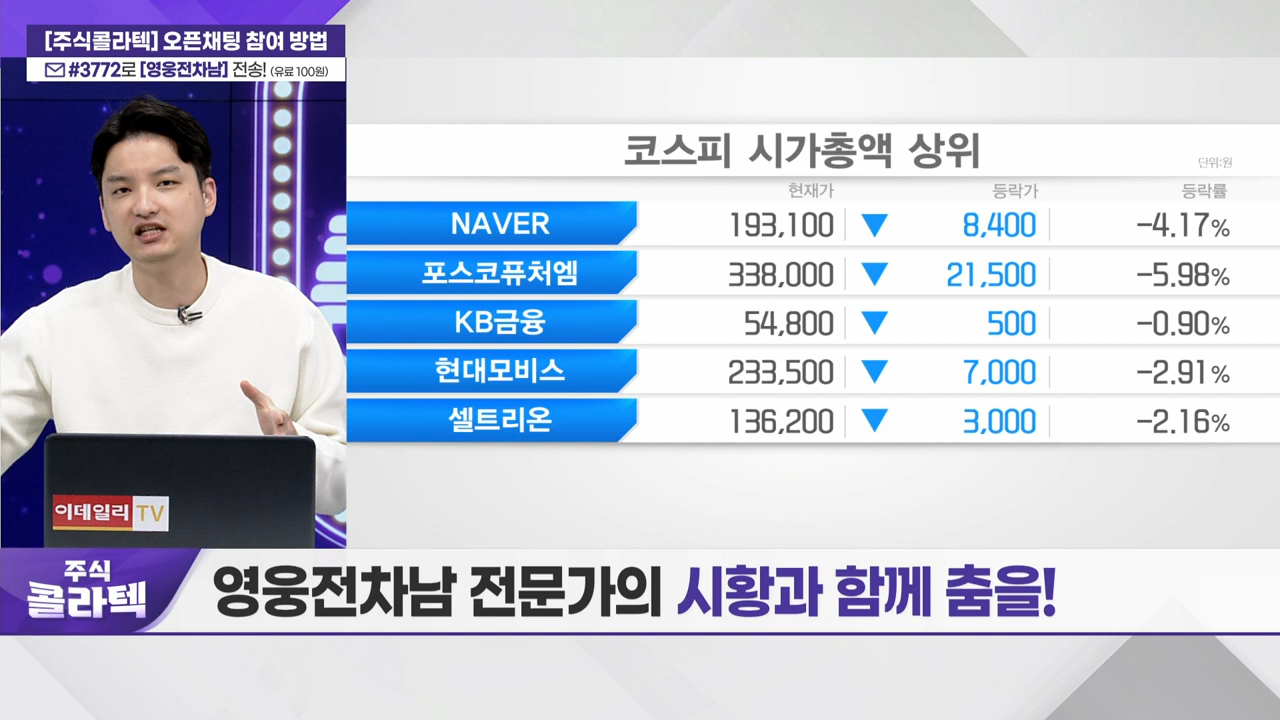 [주식콜라텍] 오픈채팅 참여 방법
#3772로 [영웅전차남] 전송! (유료 100원)
코스피 시가총액 상위
단위:원
현재가 등락가 등락률
NAVER 193,100 ▼ 8,400 -4.17%
포스코퓨처엠 338,000 ▼ 21,500 -5.98%
KB금융 54,800 ▼ 500 -0.90%
현대모비스 233,500 ▼ 7,000 -2.91%
셀트리온 136,200 ▼ 3,000 -2.16%
이데일리 TV
주식
콜라텍
영웅전차남 전문가의 시황과 함께 춤을!